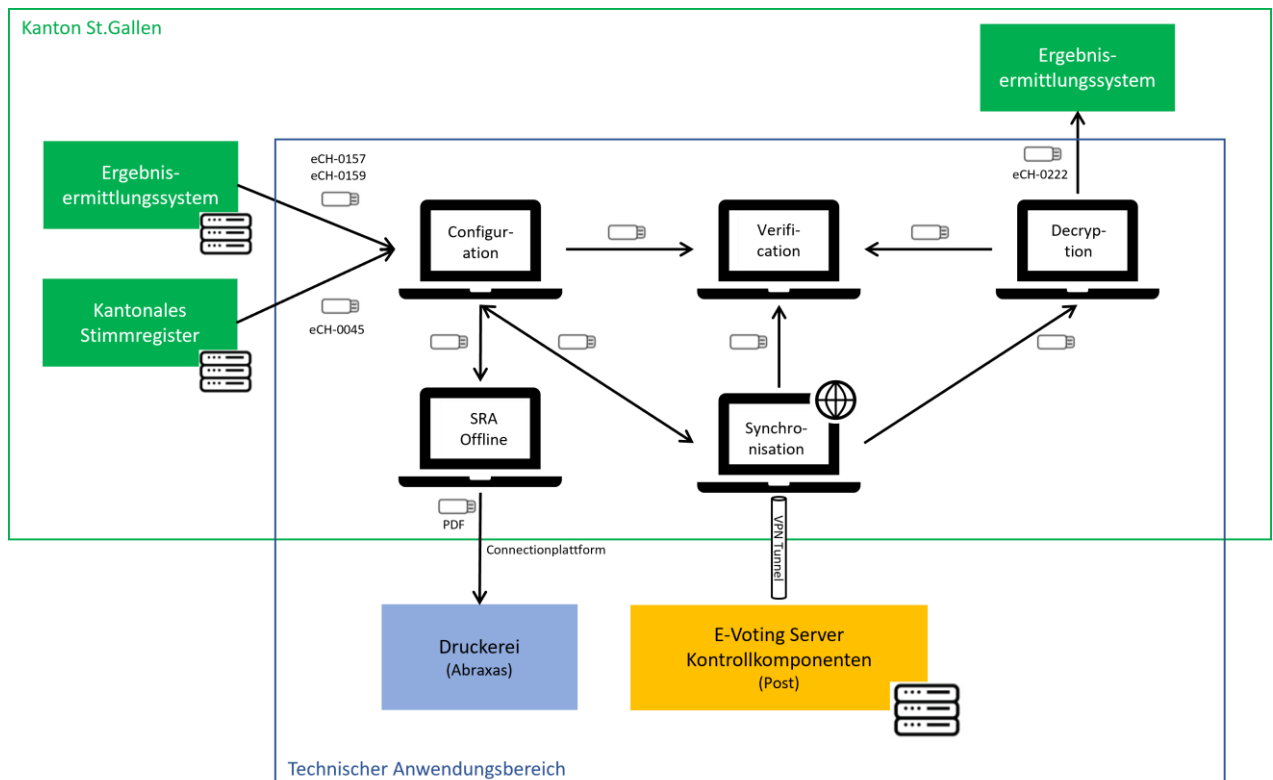 Kanton St.Gallen
Ergebnis-
ermittlungssystem
eCH-0157
eCH-0159
eCH-0222
Ergebnis-
ermittlungssystem
Configur-
ation
Verifi-
cation
Decryp-
tion
Kantonales
Stimmregister
eCH-0045
SRA
Offline
Synchro-
nisation
PDF
VPN Tunnel
Connectionplattform
Druckerei
(Abraxas)
E-Voting Server
Kontrollkomponenten
(Post)
Technischer Anwendungsbereich